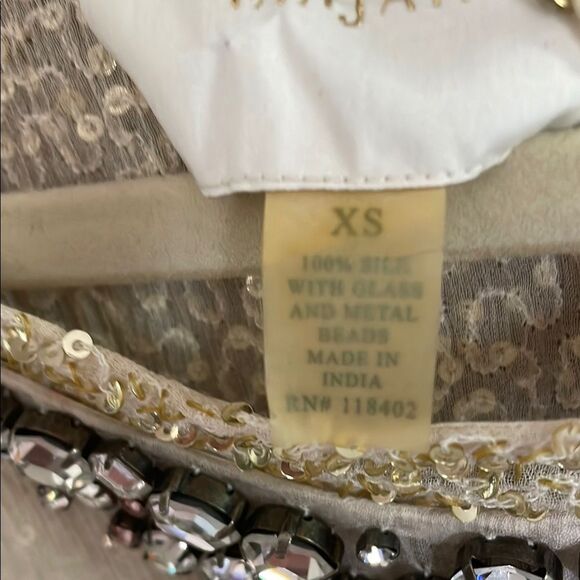 XS
100% SILK
WITH GLASS
AND METAL
BEADS
MADE IN
INDIA
RN# 118402